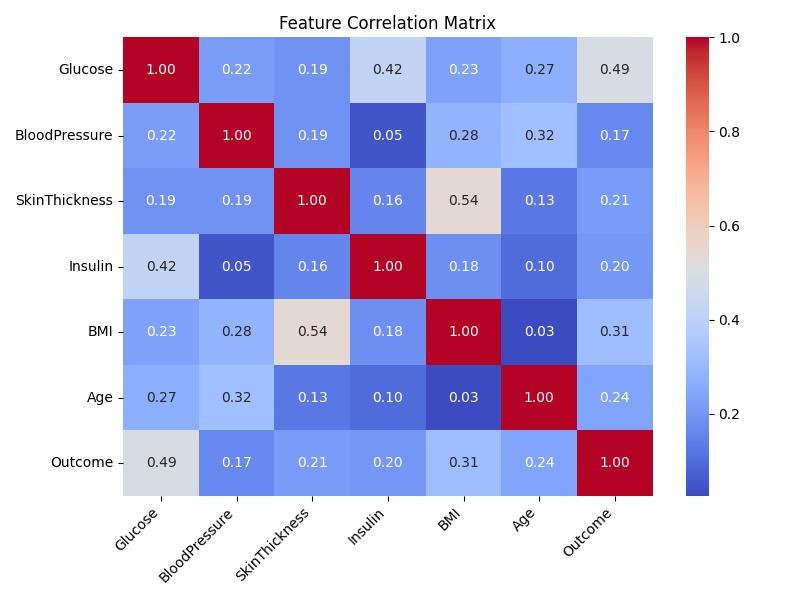 Feature Correlation Matrix
Glucose 1.00 0.22 0.19 0.42 0.23 0.27 0.49
BloodPressure 0.22 1.00 0.19 0.05 0.28 0.32 0.17
SkinThickness 0.19 0.19 1.00 0.16 0.54 0.13 0.21
Insulin 0.42 0.05 0.16 1.00 0.18 0.10 0.20
BMI 0.23 0.28 0.54 0.18 1.00 0.03 0.31
Age 0.27 0.32 0.13 0.10 0.03 1.00 0.24
Outcome 0.49 0.17 0.21 0.20 0.31 0.24 1.00
Glucose BloodPressure SkinThickness Insulin BMI Age Outcome
1.0
0.8
0.6
0.4
0.2